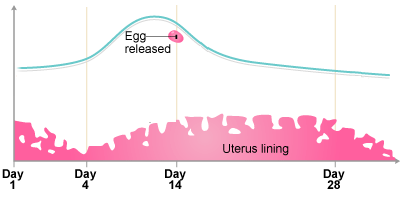 Egg
released
Uterus lining
Day Day Day Day
1 4 14 28